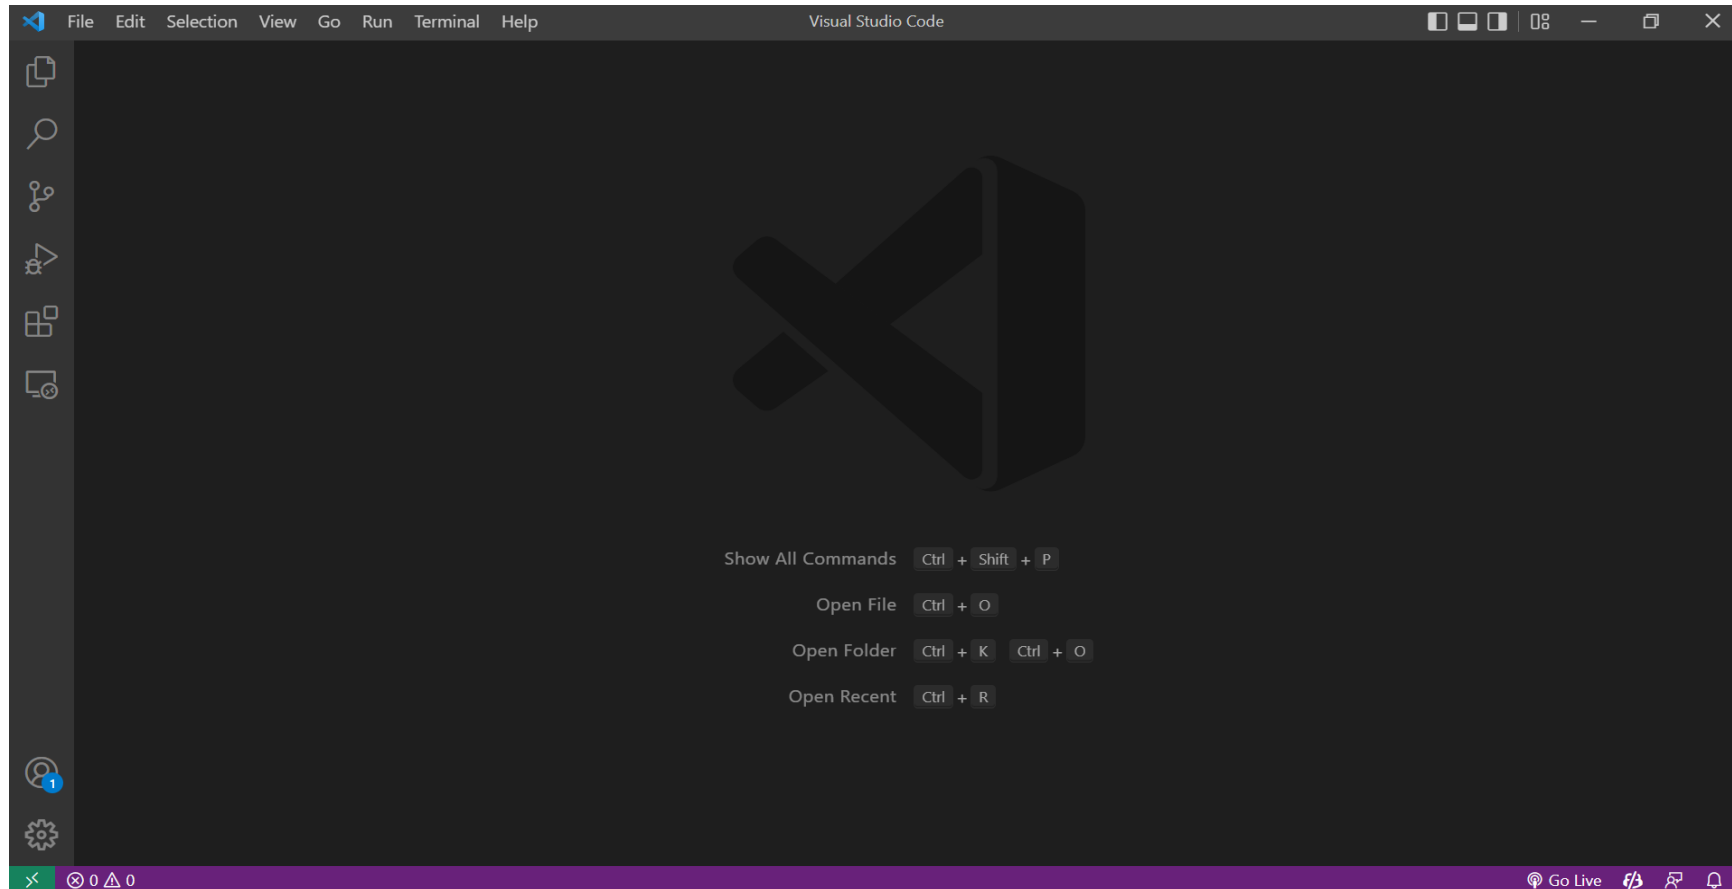 File Edit Selection View Go Run Terminal Help Visual Studio Code
Show All Commands Ctrl + Shift + P
Open File Ctrl + O
Open Folder Ctrl + K Ctrl + O
Open Recent Ctrl + R
1
0 0 Go Live